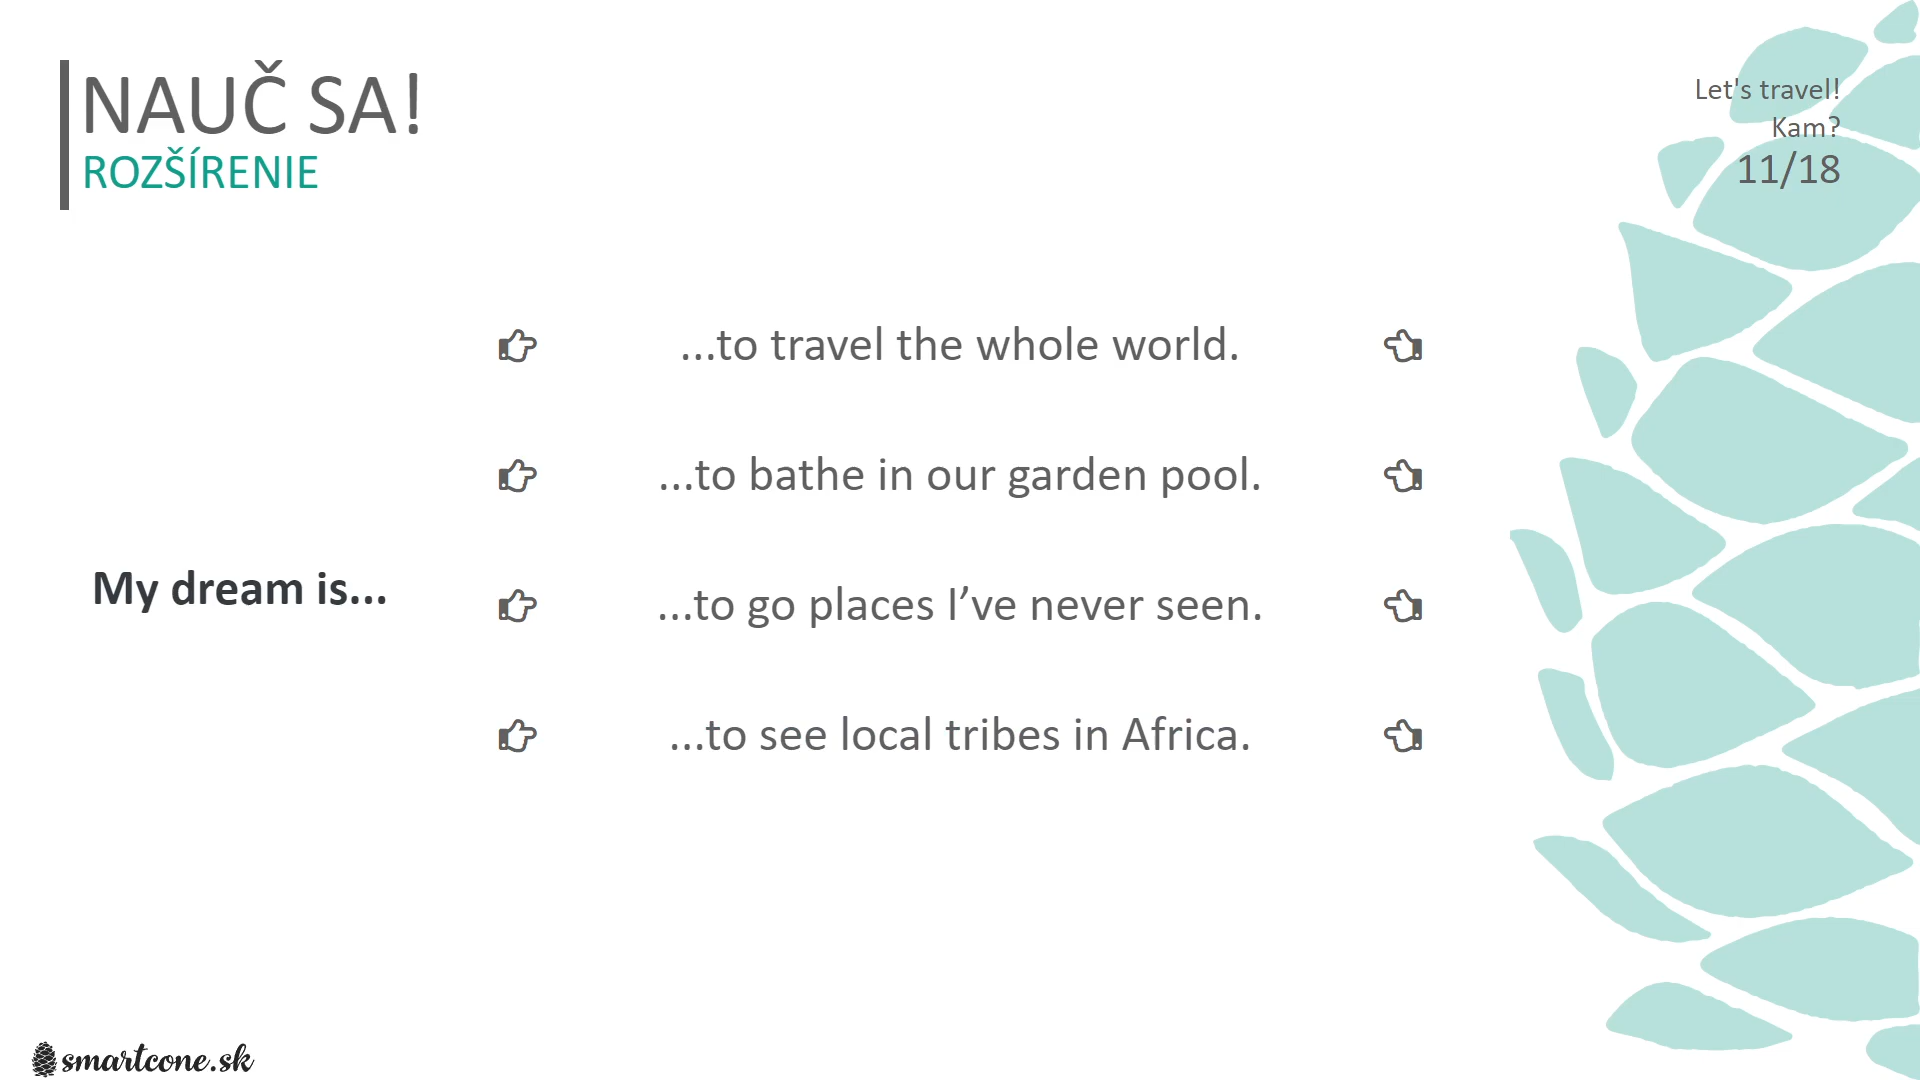 NAUČ SA!
ROZŠÍRENIE
Let's travel!
Kam?
11/18
My dream is...
...to travel the whole world.
...to bathe in our garden pool.
...to go places I’ve never seen.
...to see local tribes in Africa.
smartcone.sk